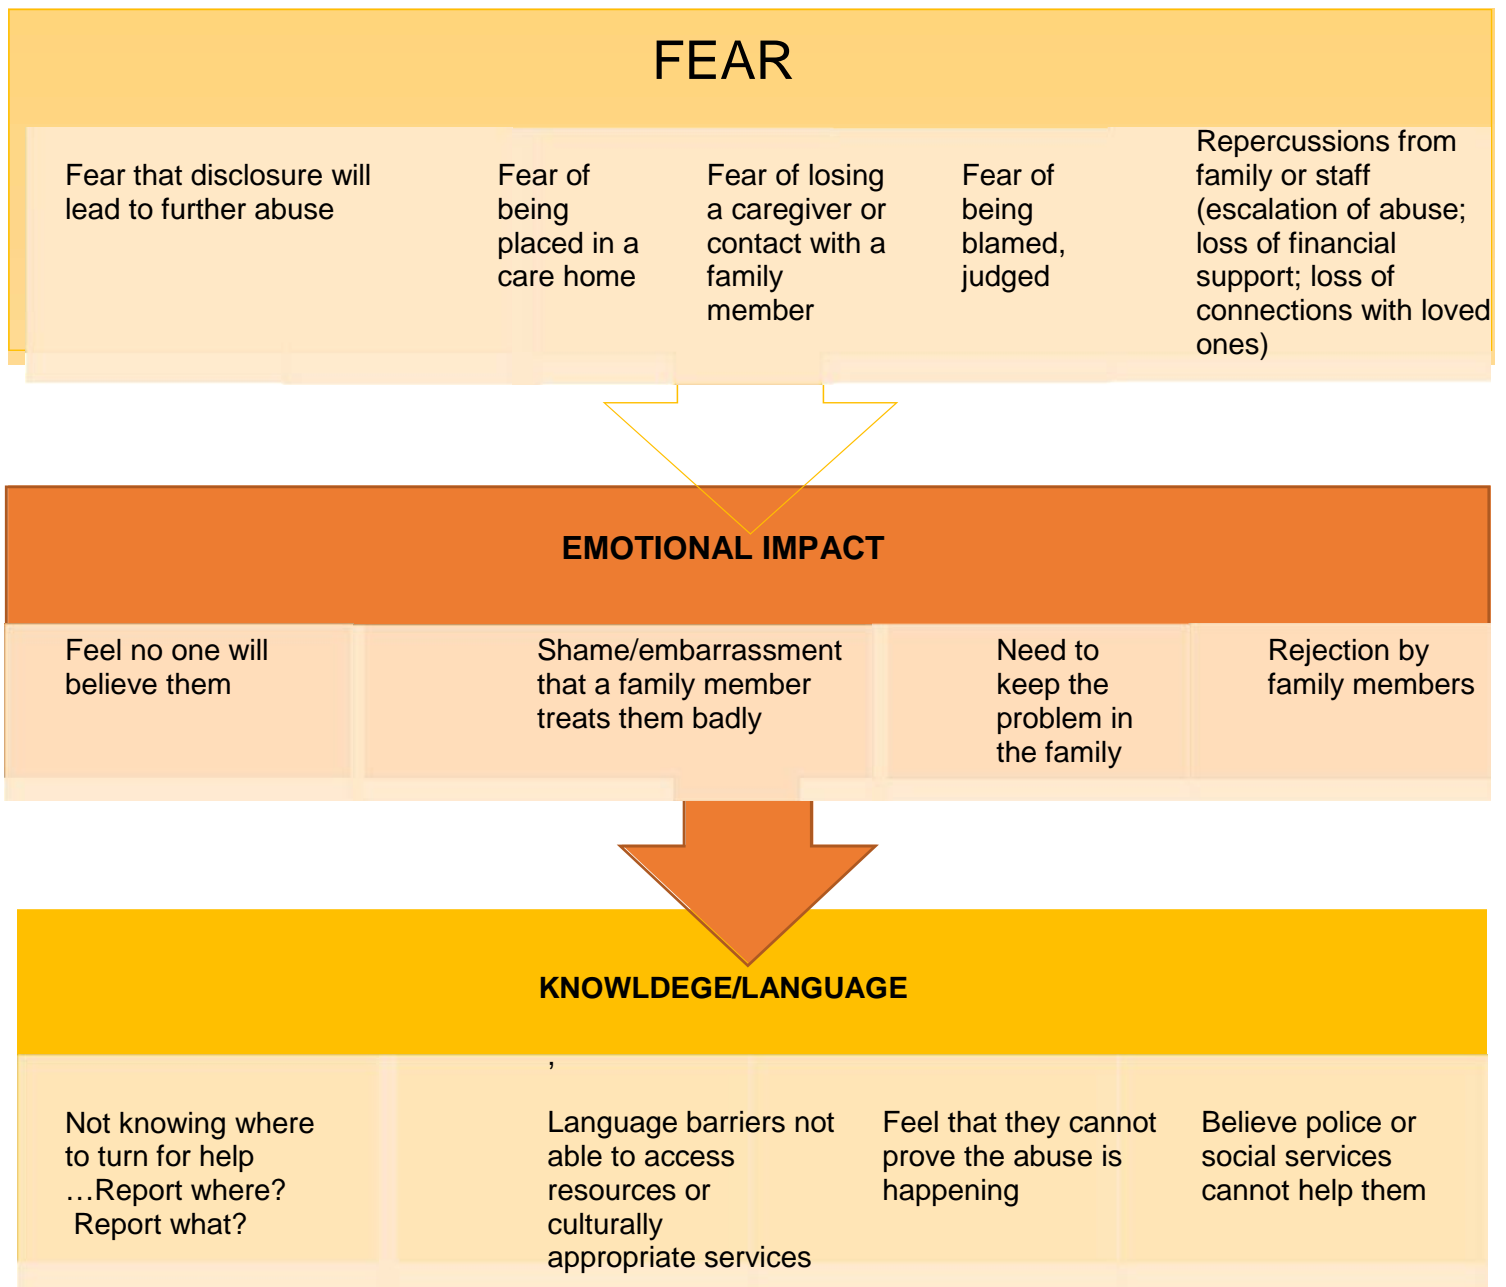 FEAR
Fear that disclosure will
lead to further abuse
Fear of
being
placed in a
care home
Fear of losing
a caregiver or
contact with a
family
member
Fear of
being
blamed,
judged
Repercussions from
family or staff
(escalation of abuse;
loss of financial
support; loss of
connections with loved
ones)
EMOTIONAL IMPACT
Feel no one will
believe them
Shame/embarrassment
that a family member
treats them badly
Need to
keep the
problem in
the family
Rejection by
family members
KNOWLDEGE/LANGUAGE
Not knowing where
to turn for help
…Report where?
Report what?
,
Language barriers not
able to access
resources or
culturally
appropriate services
Feel that they cannot
prove the abuse is
happening
Believe police or
social services
cannot help them